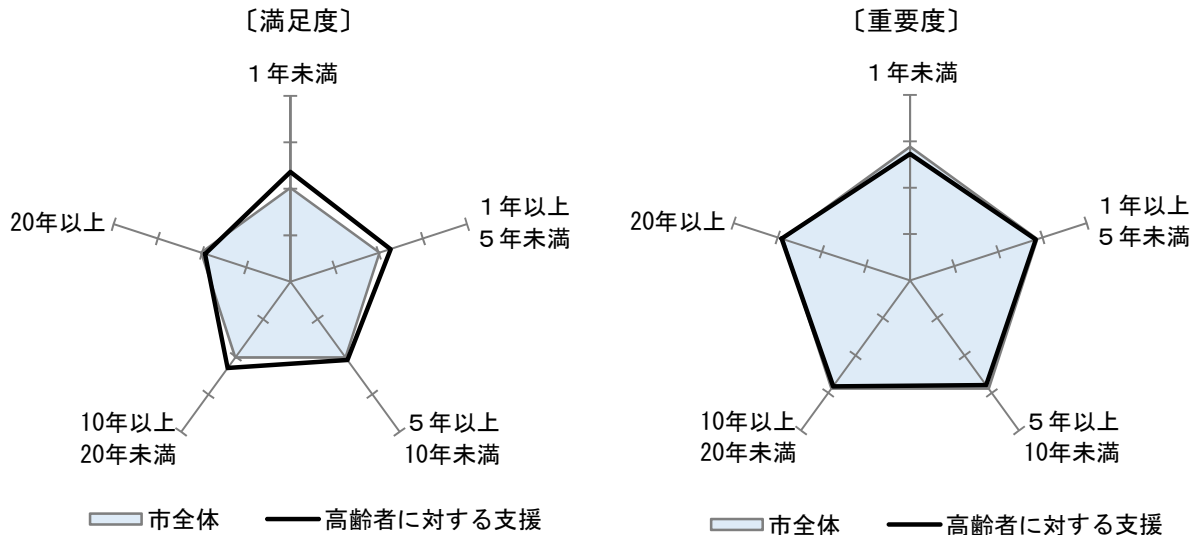 〔満足度〕
１年未満
１年以上
５年未満
５年以上
10年未満
10年以上
20年未満
20年以上
市全体
高齢者に対する支援
〔重要度〕
１年未満
１年以上
５年未満
５年以上
10年未満
10年以上
20年未満
20年以上
市全体
高齢者に対する支援